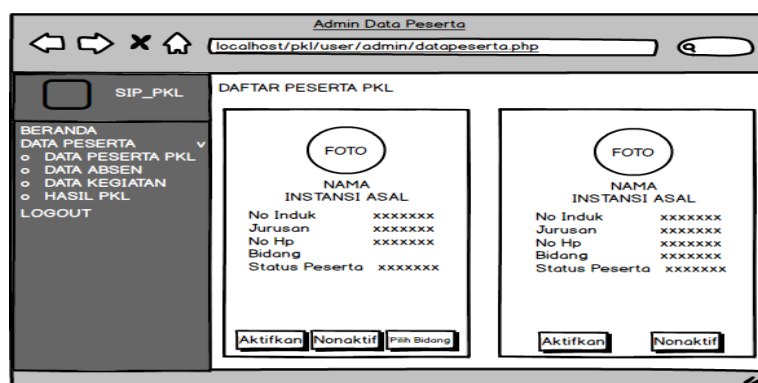 Admin Data Peserta
localhost/pkl/user/admin/datapeserta.php
SIP_PKL
BERANDA
DATA PESERTA v
o DATA PESERTA PKL
o DATA ABSEN
o DATA KEGIATAN
o HASIL PKL
LOGOUT
DAFTAR PESERTA PKL
FOTO
NAMA
INSTANSI ASAL
No Induk xxxxxxx
Jurusan xxxxxxx
No Hp xxxxxxx
Bidang
Status Peserta xxxxxxx
Aktifkan Nonaktif Pilih Bidang
FOTO
NAMA
INSTANSI ASAL
No Induk xxxxxxx
Jurusan xxxxxxx
No Hp xxxxxxx
Bidang xxxxxxx
Status Peserta xxxxxxx
Aktifkan Nonaktif